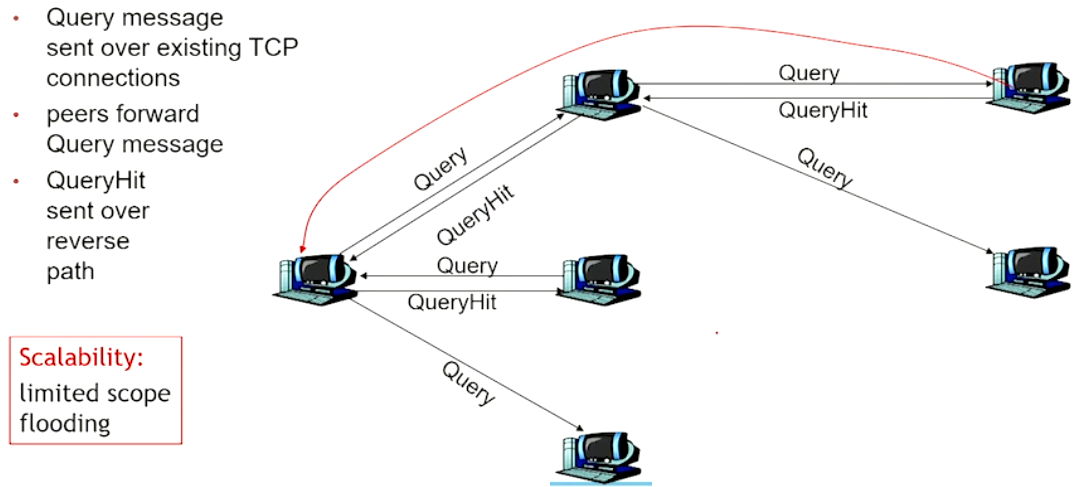 • Query message
sent over existing TCP
connections
• peers forward
Query message
• QueryHit
sent over
reverse
path
Scalability:
limited scope
flooding
Query
QueryHit
Query
Query
QueryHit
Query
QueryHit
Query